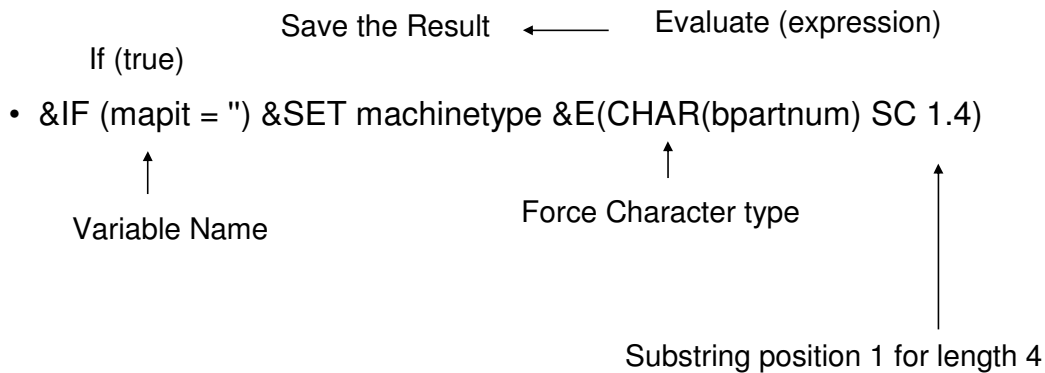 Save the Result Evaluate (expression)
If (true)
• &IF (mapit = '') &SET machinetype &E(CHAR(bpartnum) SC 1.4)
Variable Name Force Character type
Substring position 1 for length 4